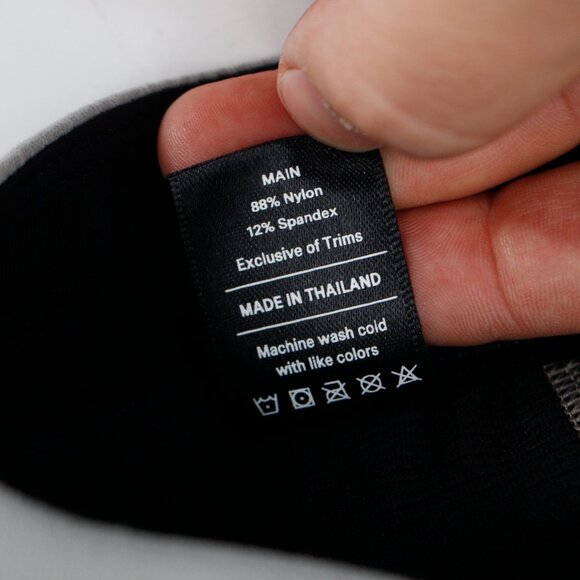 MAIN
88% Nylon
12% Spandex
Exclusive of Trims
MADE IN THAILAND
Machine wash cold
with like colors